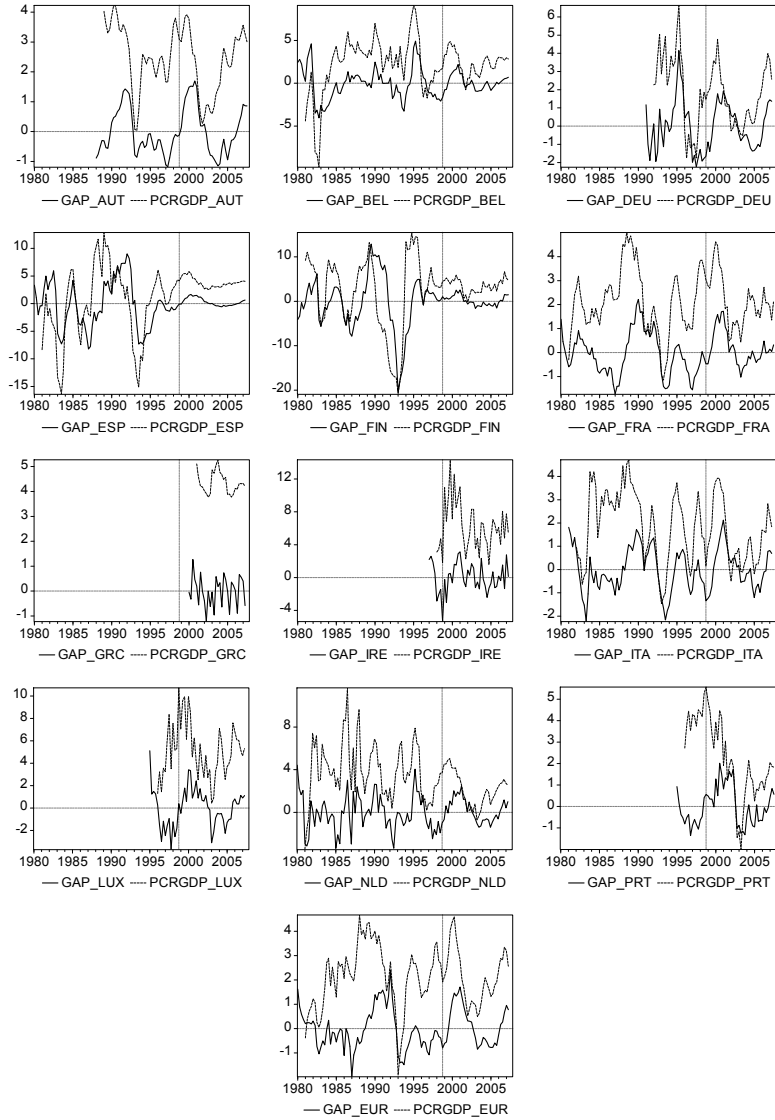 4
3
2
1
0
-1
1980 1985 1990 1995 2000 2005
GAP_AUT PCRGDP_AUT
5
0
-5
1980 1985 1990 1995 2000 2005
GAP_BEL PCRGDP_BEL
6
5
4
3
2
1
0
-1
-2
1980 1985 1990 1995 2000 2005
GAP_DEU PCRGDP_DEU
10
5
0
-5
-10
-15
1980 1985 1990 1995 2000 2005
GAP_ESP PCRGDP_ESP
10
0
-10
-20
1980 1985 1990 1995 2000 2005
GAP_FIN PCRGDP_FIN
4
3
2
1
0
-1
1980 1985 1990 1995 2000 2005
GAP_FRA PCRGDP_FRA
5
4
3
2
1
0
-1
1980 1985 1990 1995 2000 2005
GAP_GRC PCRGDP_GRC
12
8
4
0
-4
1980 1985 1990 1995 2000 2005
GAP_IRE PCRGDP_IRE
4
3
2
1
0
-1
-2
1980 1985 1990 1995 2000 2005
GAP_ITA PCRGDP_ITA
10
8
6
4
2
0
-2
1980 1985 1990 1995 2000 2005
GAP_LUX PCRGDP_LUX
8
4
0
1980 1985 1990 1995 2000 2005
GAP_NLD PCRGDP_NLD
5
4
3
2
1
0
-1
1980 1985 1990 1995 2000 2005
GAP_PRT PCRGDP_PRT
4
3
2
1
0
-1
1980 1985 1990 1995 2000 2005
GAP_EUR PCRGDP_EUR